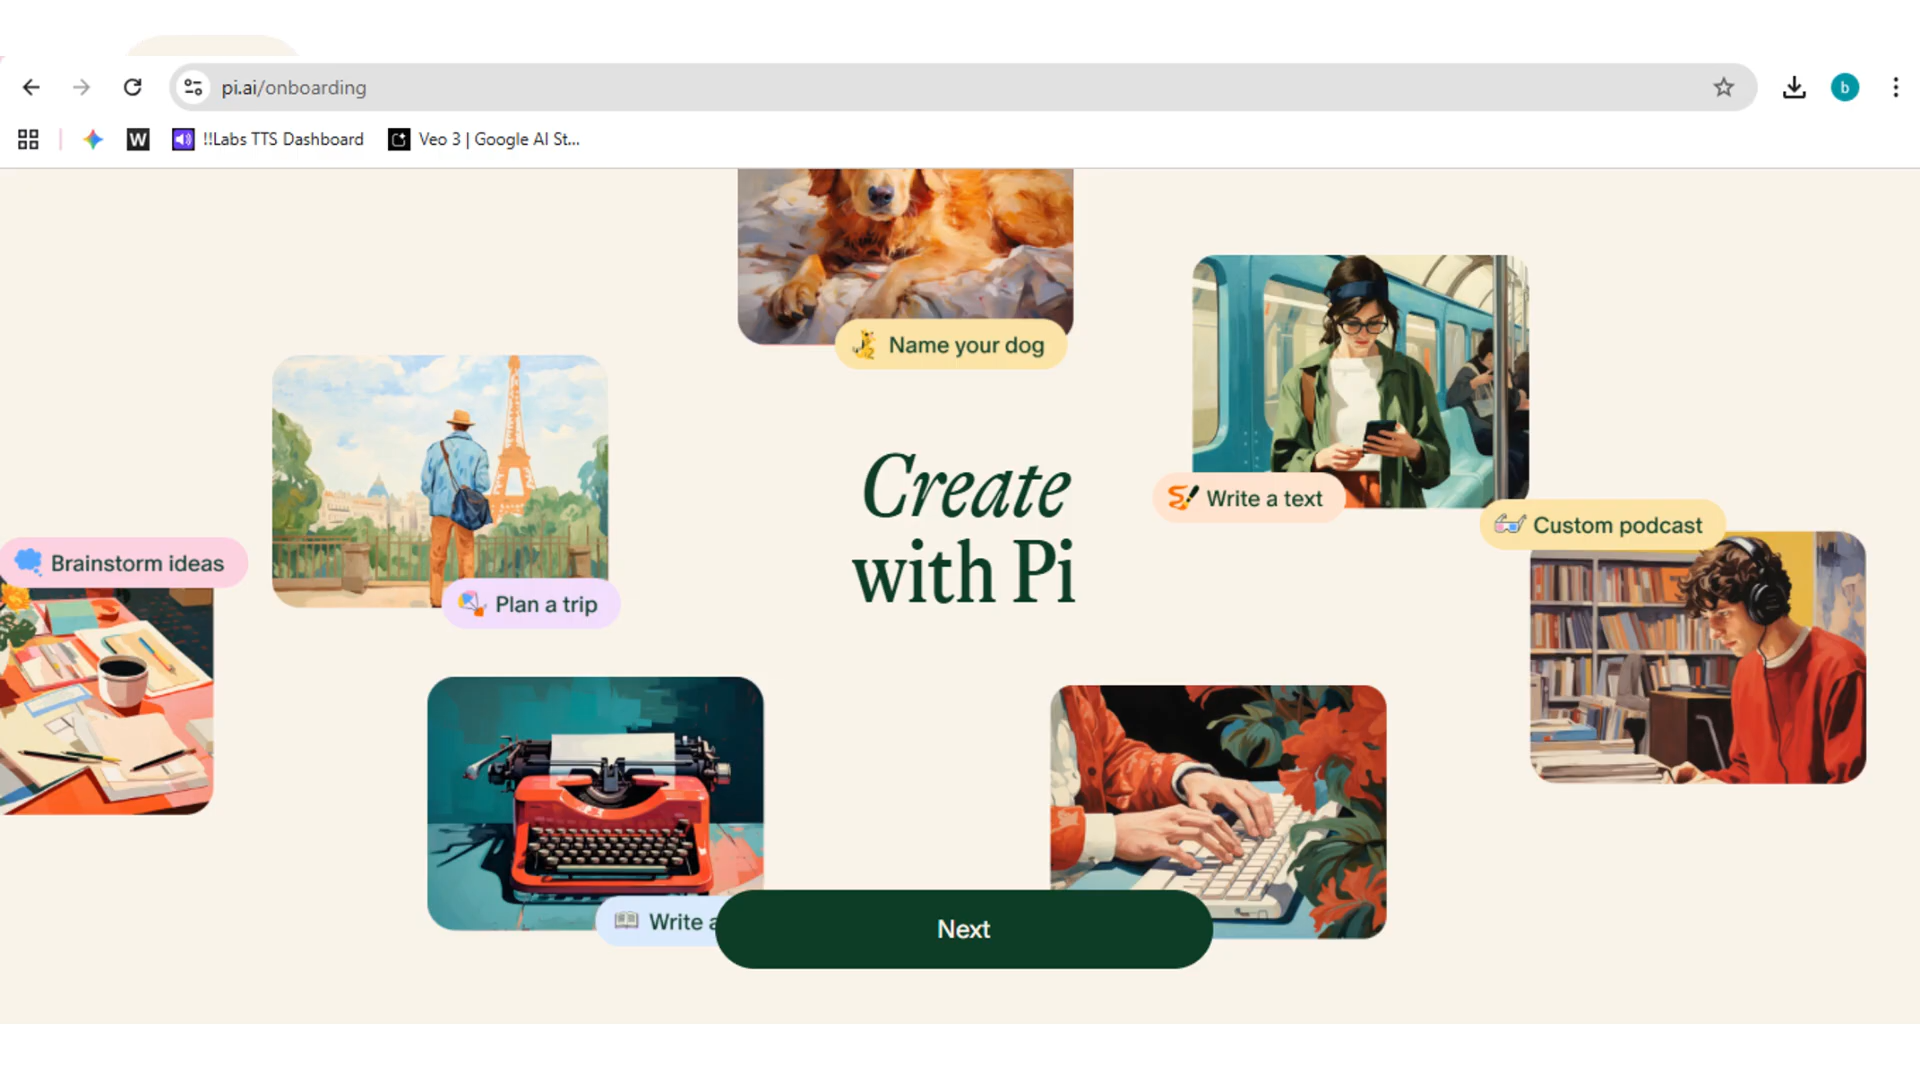 pi.ai/onboarding
b
W
!!Labs TTS Dashboard
Veo 3 | Google AI St...
Name your dog
Create
with Pi
Write a text
Custom podcast
Brainstorm ideas
Plan a trip
Write a
Next